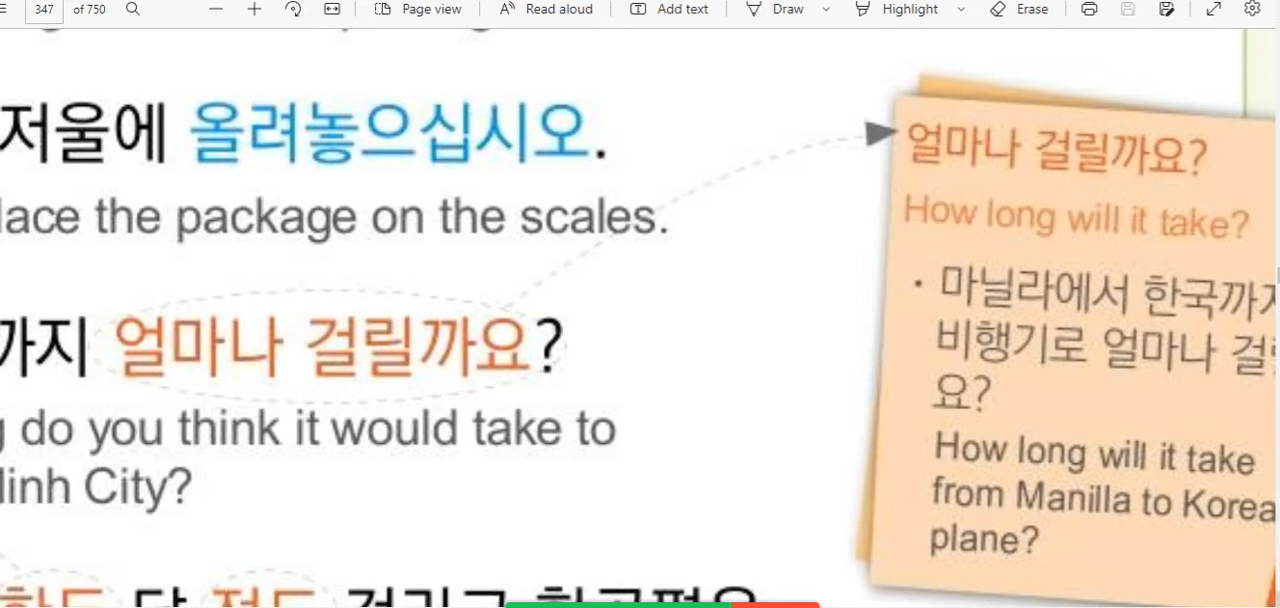 347 of 750 Page view Read aloud Add text Draw Highlight Erase
저울에 올려놓으십시오.
lace the package on the scales.
까지 얼마나 걸릴까요?
g do you think it would take to
linh City?
얼마나 걸릴까요?
How long will it take?
• 마닐라에서 한국까지
비행기로 얼마나 걸
요?
How long will it take
from Manilla to Korea
plane?